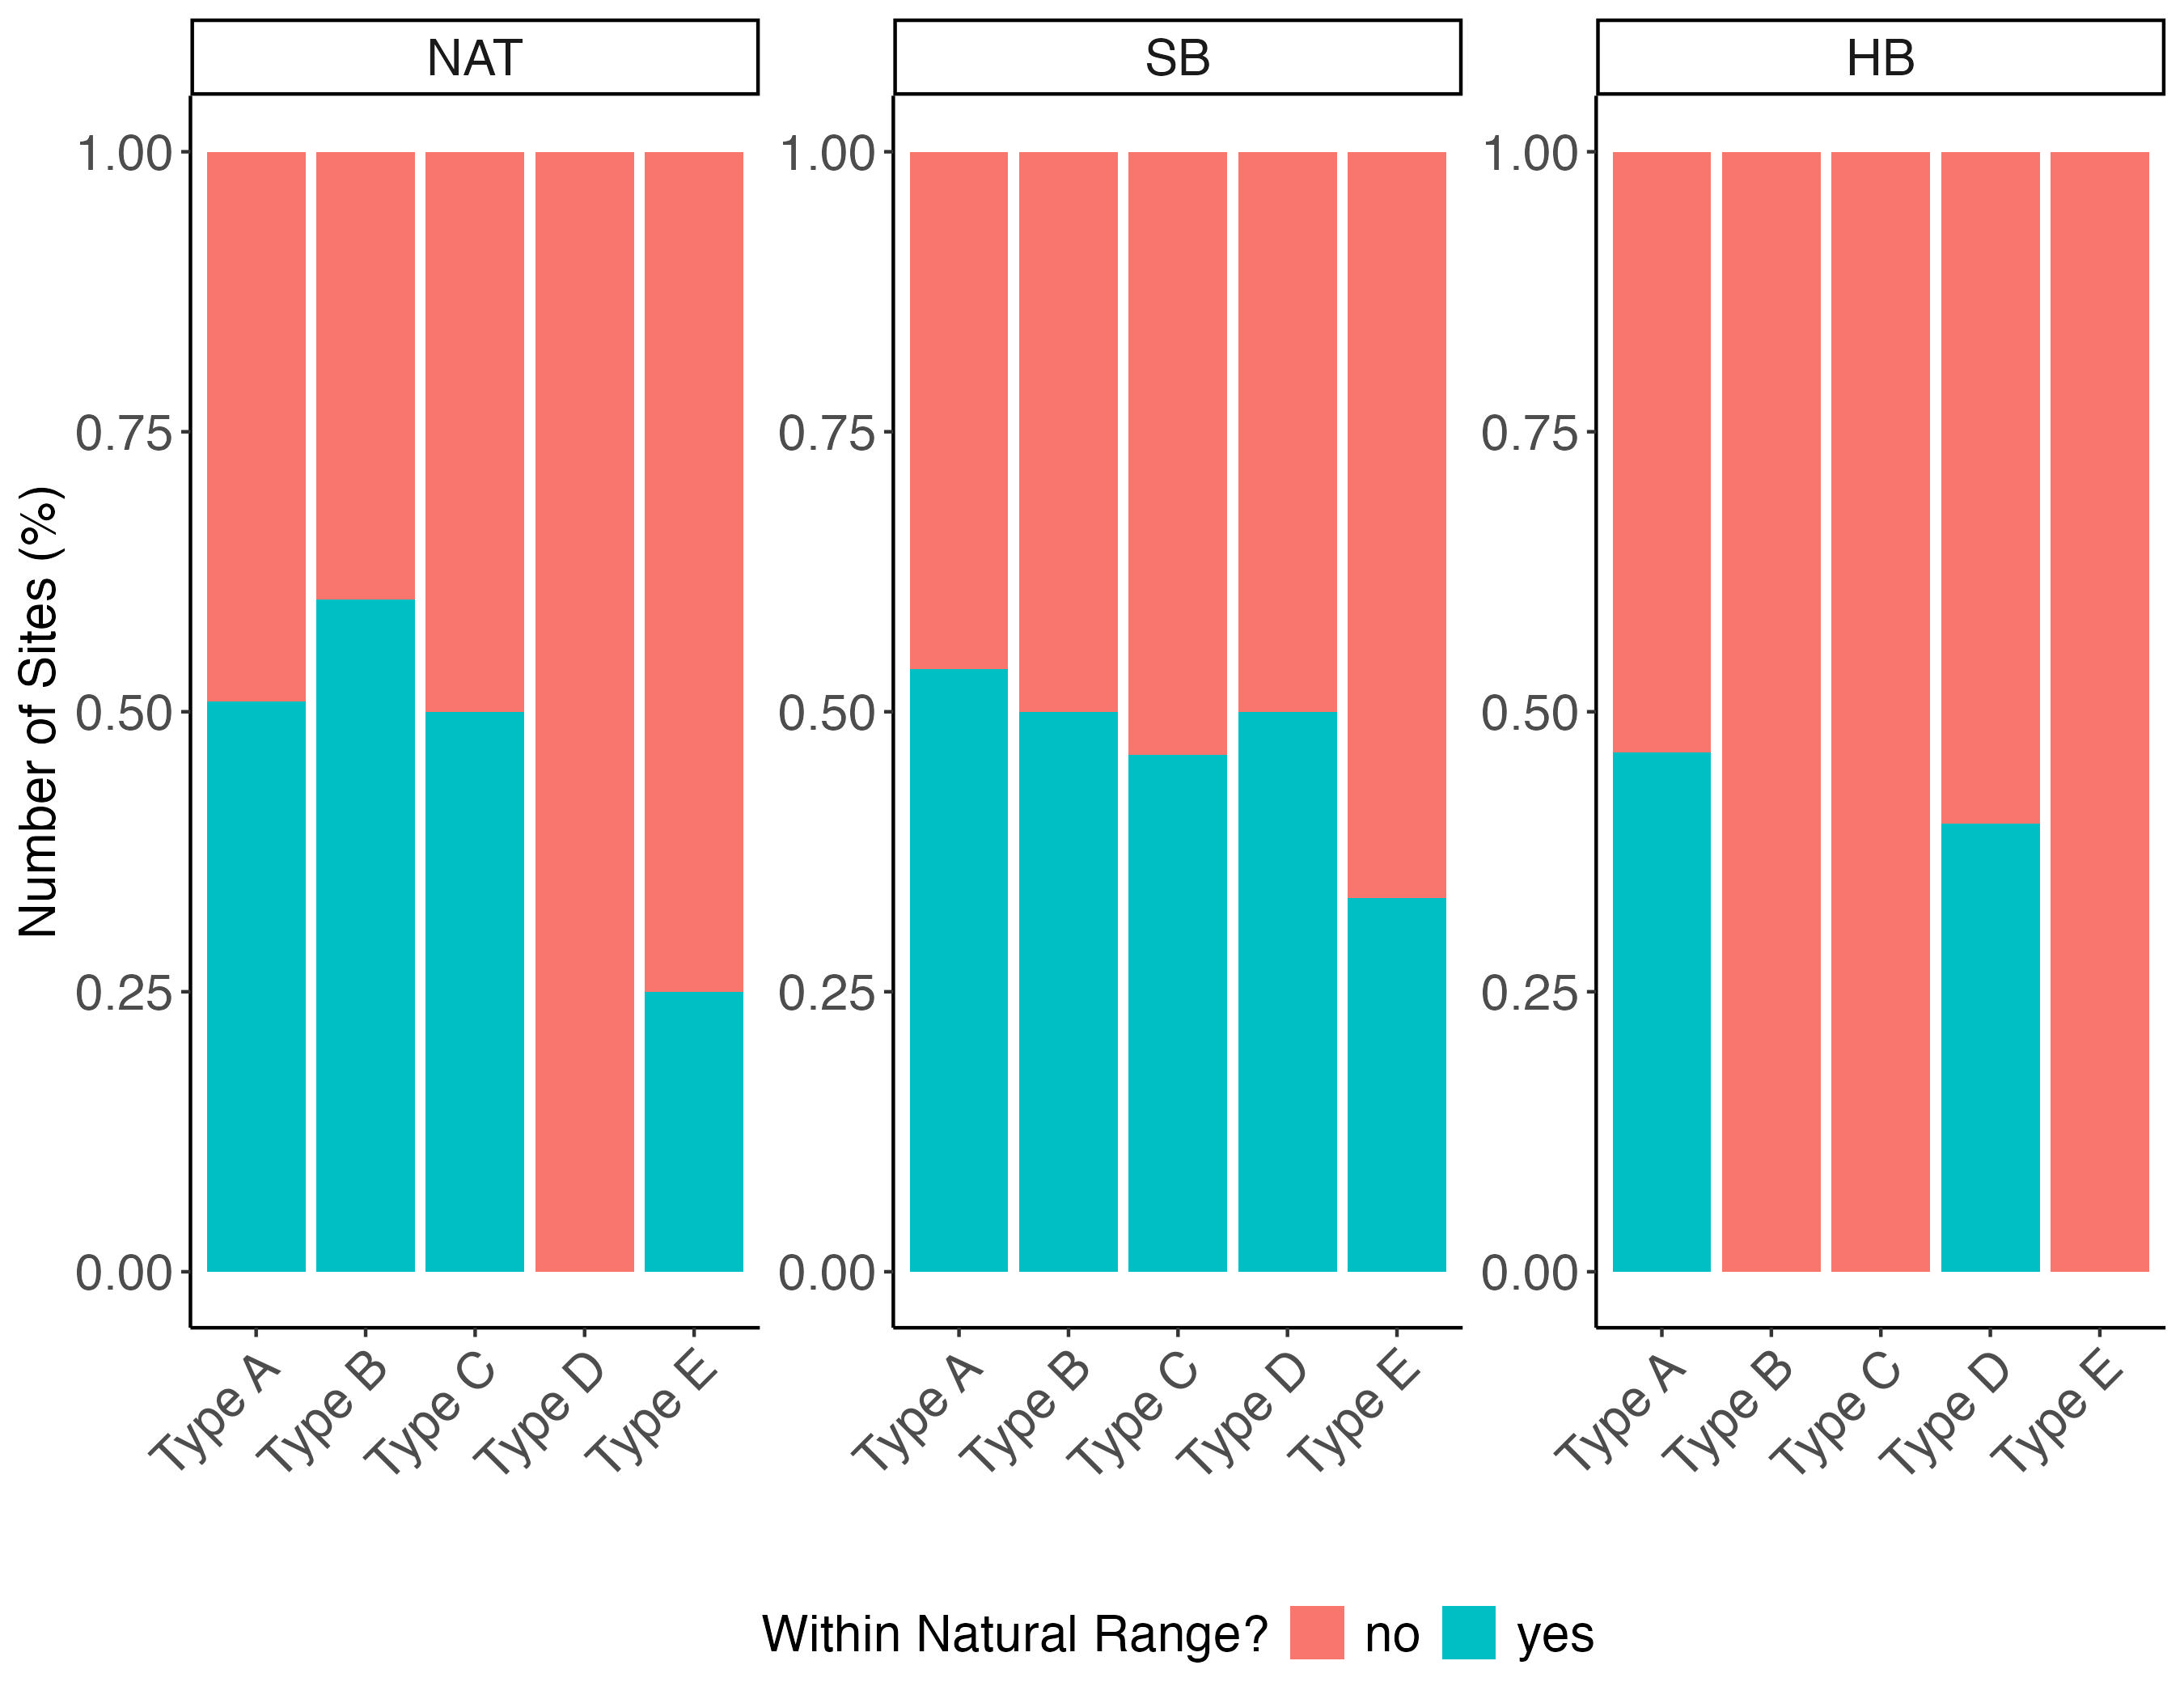 NAT
SB
HB
Number of Sites (%)
1.00
0.75
0.50
0.25
0.00
1.00
0.75
0.50
0.25
0.00
1.00
0.75
0.50
0.25
0.00
Type A
Type B
Type C
Type D
Type E
Type A
Type B
Type C
Type D
Type E
Type A
Type B
Type C
Type D
Type E
Within Natural Range? no yes